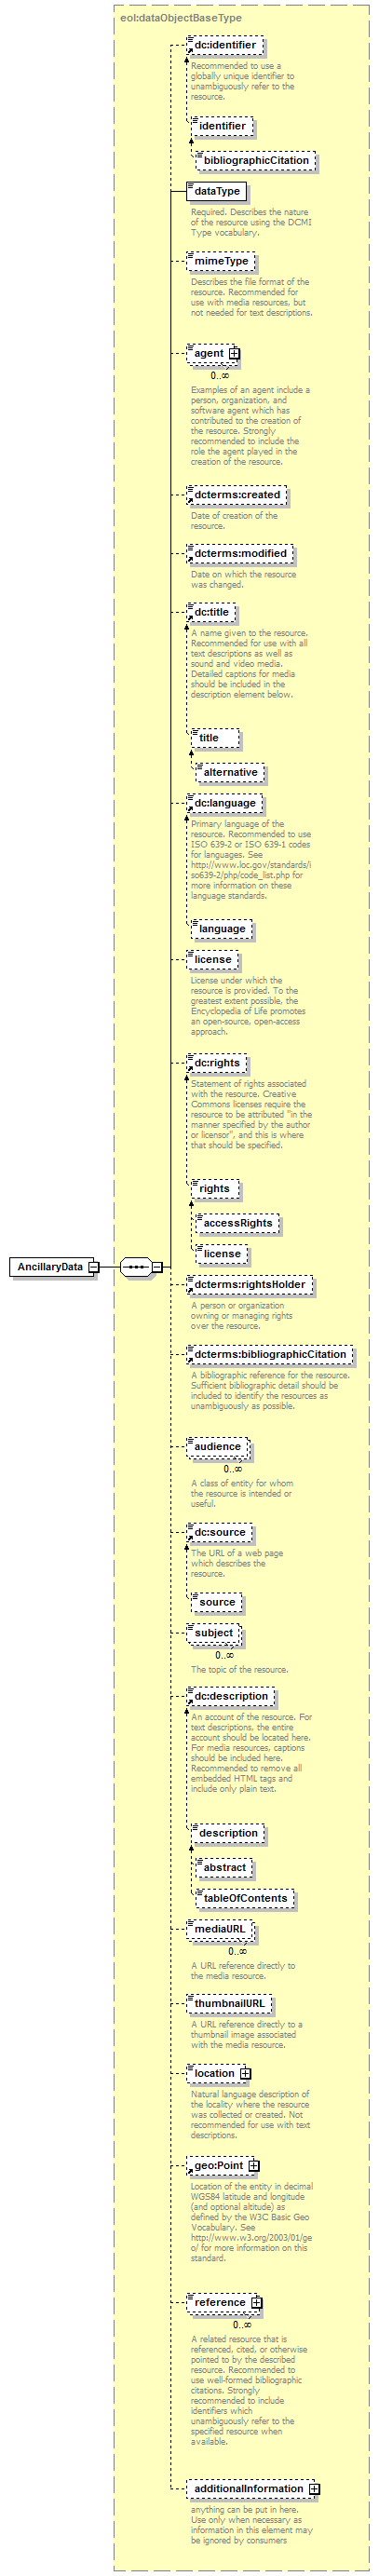 eol:dataObjectBaseType
dc:identifier
Recommended to use a
globally unique identifier to
unambiguously refer to the
resource.
identifier
bibliographicCitation
dataType
Required. Describes the nature
of the resource using the DCMI
Type vocabulary.
mimeType
Describes the file format of the
resource. Recommended for
use with media resources, but
not needed for text descriptions.
agent
0..∞
Examples of an agent include a
person, organization, and
software agent which has
contributed to the creation of
the resource. Strongly
recommended to include the
role the agent played in the
creation of the resource.
dcterms:created
Date of creation of the
resource.
dcterms:modified
Date on which the resource
was changed.
dc:title
A name given to the resource.
Recommended for use with all
text descriptions as well as
sound and video media.
Detailed captions for media
should be included in the
description element below.
title
alternative
dc:language
Primary language of the
resource. Recommended to use
ISO 639-2 or ISO 639-1 codes
for languages. See
http://www.loc.gov/standards/i
so639-2/php/code_list.php for
more information on these
language standards.
language
license
License under which the
resource is provided. To the
greatest extent possible, the
Encyclopedia of Life promotes
an open-source, open-access
approach.
dc:rights
Statement of rights associated
with the resource. Creative
Commons licenses require the
resource to be attributed "in the
manner specified by the author
or licensor", and this is where
that should be specified.
rights
accessRights
license
AncillaryData
dcterms:rightsHolder
A person or organization
owning or managing rights
over the resource.
dcterms:bibliographicCitation
A bibliographic reference for the resource.
Sufficient bibliographic detail should be
included to identify the resources as
unambiguously as possible.
audience
0..∞
A class of entity for whom
the resource is intended or
useful.
dc:source
The URL of a web page
which describes the
resource.
source
subject
0..∞
The topic of the resource.
dc:description
An account of the resource. For
text descriptions, the entire
account should be located here.
For media resources, captions
should be included here.
Recommended to remove all
embedded HTML tags and
include only plain text.
description
abstract
tableOfContents
mediaURL
0..∞
A URL reference directly to
the media resource.
thumbnailURL
A URL reference directly to a
thumbnail image associated
with the media resource.
location
Natural language description of
the locality where the resource
was collected or created. Not
recommended for use with text
descriptions.
geo:Point
Location of the entity in decimal
WGS84 latitude and longitude
(and optional altitude) as
defined by the W3C Basic Geo
Vocabulary. See
http://www.w3.org/2003/01/ge
o/ for more information on this
standard.
reference
0..∞
A related resource that is
referenced, cited, or otherwise
pointed to by the described
resource. Recommended to
use well-formed bibliographic
citations. Strongly
recommended to include
identifiers which
unambiguously refer to the
specified resource when
available.
additionalInformation
anything can be put in here.
Use only when necessary as
information in this element may
be ignored by consumers